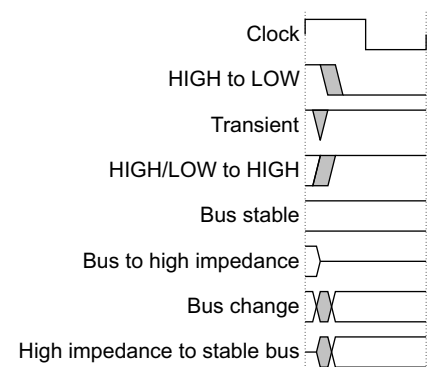 Clock
HIGH to LOW
Transient
HIGH/LOW to HIGH
Bus stable
Bus to high impedance
Bus change
High impedance to stable bus